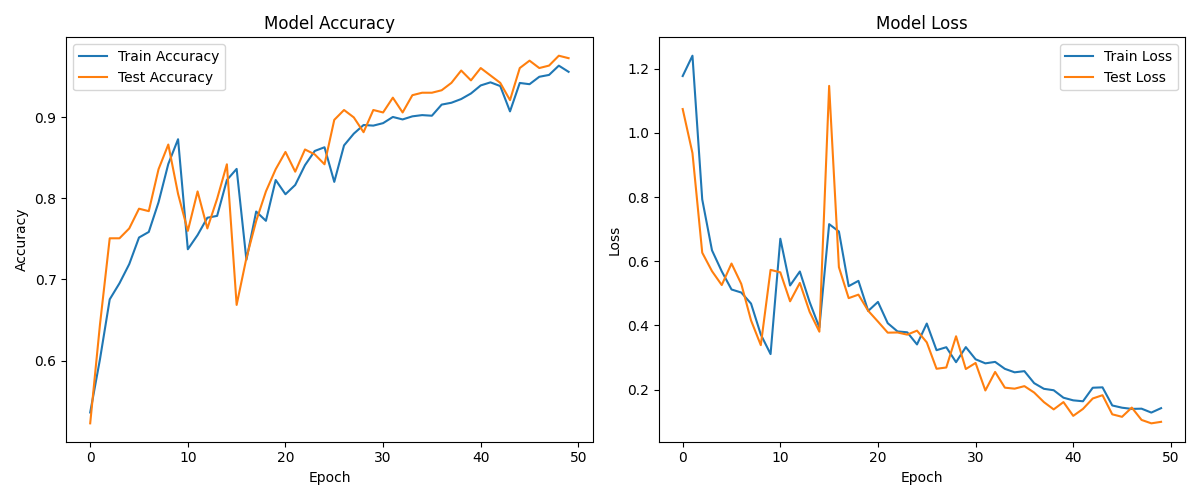 Model Accuracy
Train Accuracy
Test Accuracy
Accuracy
0.9
0.8
0.7
0.6
0
10
20
30
40
50
Epoch
Model Loss
Train Loss
Test Loss
Loss
1.2
1.0
0.8
0.6
0.4
0.2
0
10
20
30
40
50
Epoch